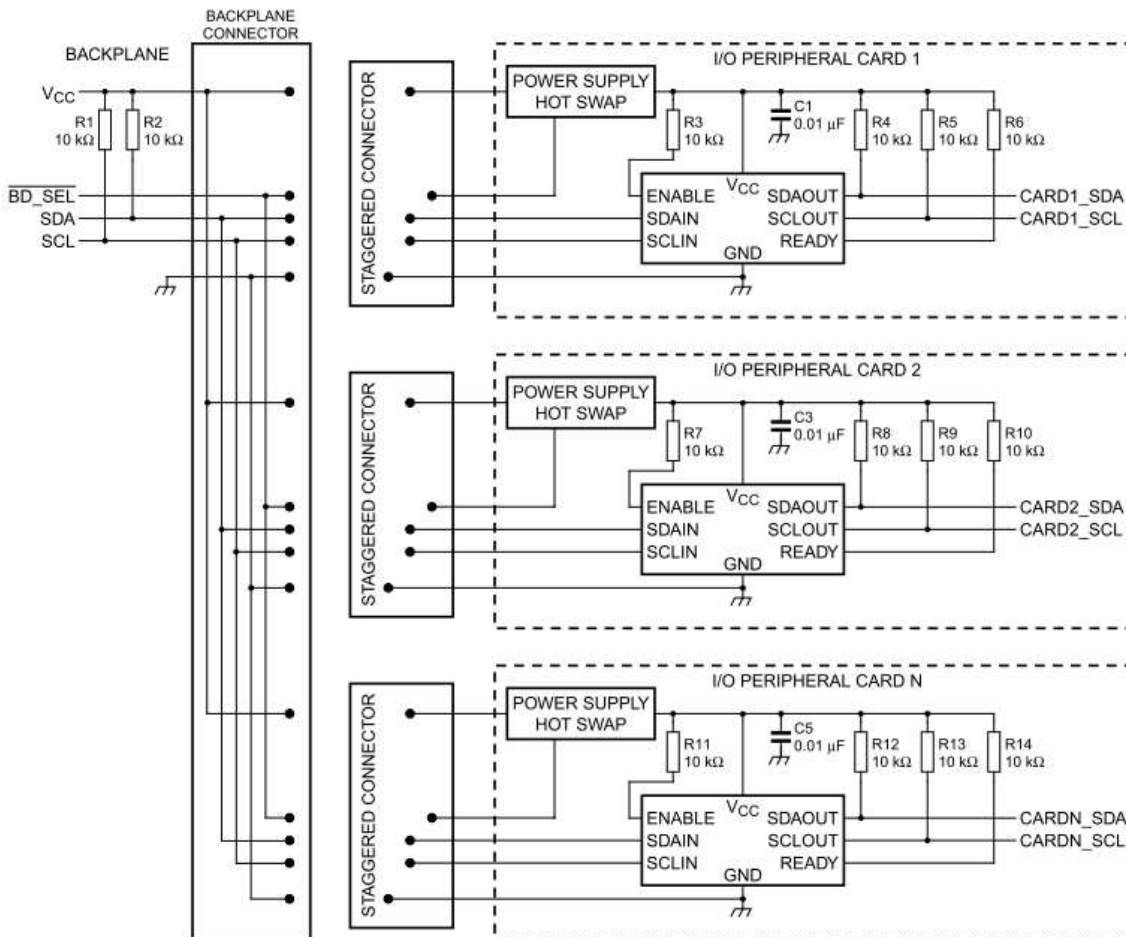 BACKPLANE
CONNECTOR
BACKPLANE
VCC
R1
10 kΩ
R2
10 kΩ
BD_SEL
SDA
SCL
STAGGERED CONNECTOR
I/O PERIPHERAL CARD 1
POWER SUPPLY
HOT SWAP
R3
10 kΩ
C1
0.01 µF
R4
10 kΩ
R5
10 kΩ
R6
10 kΩ
VCC
ENABLE
SDAIN
SCLIN
GND
SDAOUT
SCLOUT
READY
CARD1_SDA
CARD1_SCL
STAGGERED CONNECTOR
I/O PERIPHERAL CARD 2
POWER SUPPLY
HOT SWAP
R7
10 kΩ
C3
0.01 µF
R8
10 kΩ
R9
10 kΩ
R10
10 kΩ
VCC
ENABLE
SDAIN
SCLIN
GND
SDAOUT
SCLOUT
READY
CARD2_SDA
CARD2_SCL
STAGGERED CONNECTOR
I/O PERIPHERAL CARD N
POWER SUPPLY
HOT SWAP
R11
10 kΩ
C5
0.01 µF
R12
10 kΩ
R13
10 kΩ
R14
10 kΩ
VCC
ENABLE
SDAIN
SCLIN
GND
SDAOUT
SCLOUT
READY
CARDN_SDA
CARDN_SCL